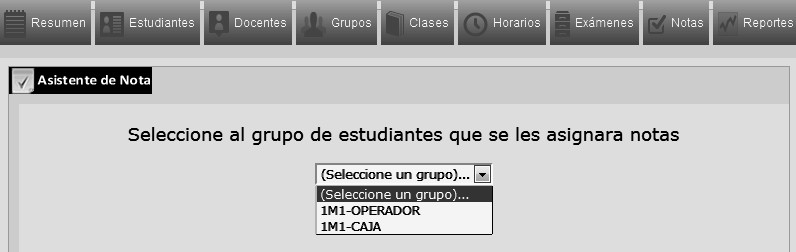 Resumen Estudiantes Docentes Grupos Clases Horarios Exámenes Notas Reportes
Asistente de Nota
Seleccione al grupo de estudiantes que se les asignara notas
(Seleccione un grupo)...
(Seleccione un grupo)...
1M1-OPERADOR
1M1-CAJA